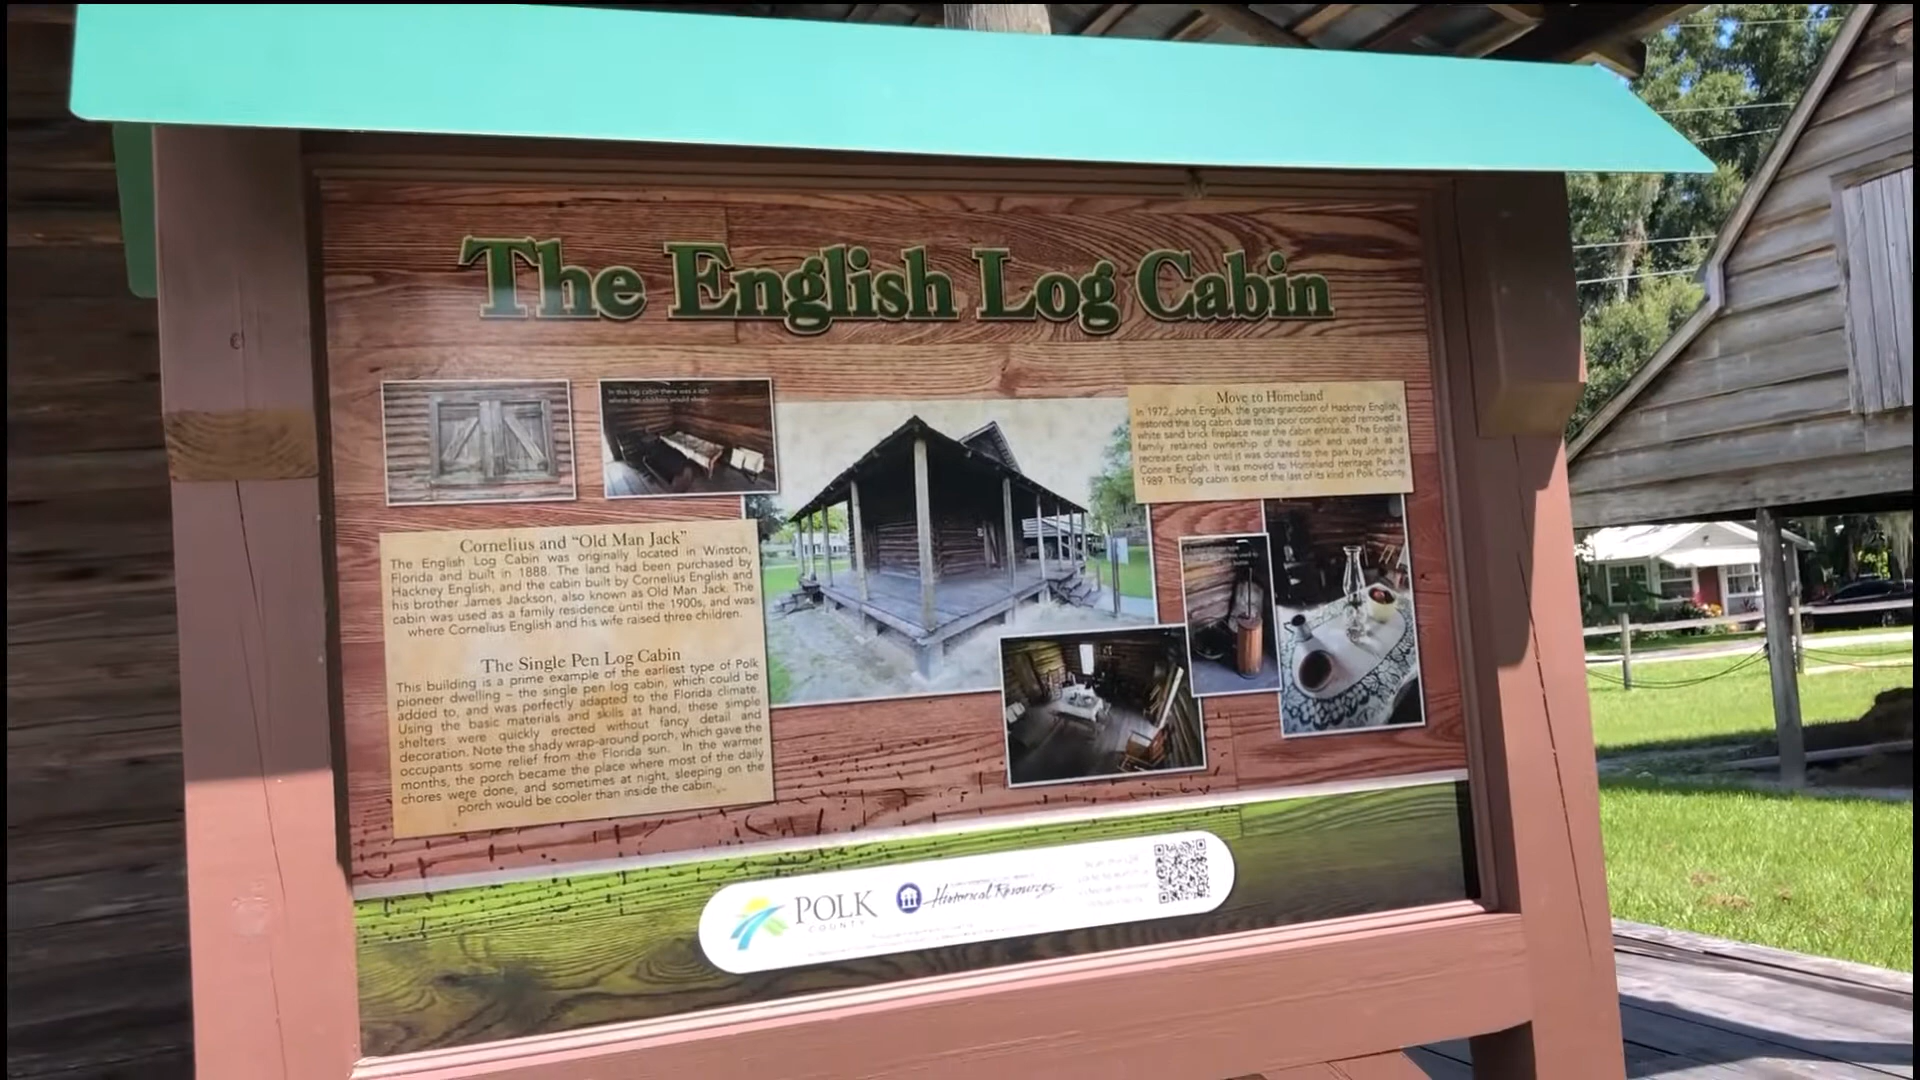 The English Log Cabin
In this log cabin there was a loft
where the children would sleep.
Move to Homeland
In 1972, John English, the great-grandson of Hackney English,
restored the log cabin due to its poor condition and removed a
white sand brick fireplace near the cabin entrance. The English
family retained ownership of the cabin and used it as a
recreation cabin until it was donated to the park by John and
Connie English. It was moved to Homeland Heritage Park in
1989. This log cabin is one of the last of its kind in Polk County.
Cornelius and “Old Man Jack”
The English Log Cabin was originally located in Winston,
Florida and built in 1888. The land had been purchased by
Hackney English, and the cabin built by Cornelius English and
his brother James Jackson, also known as Old Man Jack. The
cabin was used as a family residence until the 1900s, and was
where Cornelius English and his wife raised three children.
The Single Pen Log Cabin
This building is a prime example of the earliest type of Polk
pioneer dwelling – the single pen log cabin, which could be
added to, and was perfectly adapted to the Florida climate.
Using the basic materials and skills at hand, these simple
shelters were quickly erected without fancy detail and
decoration. Note the shady wrap-around porch, which gave the
occupants some relief from the Florida sun. In the warmer
months, the porch became the place where most of the daily
chores were done, and sometimes at night, sleeping on the
porch would be cooler than inside the cabin.
POLK
COUNTY
Historical Resources